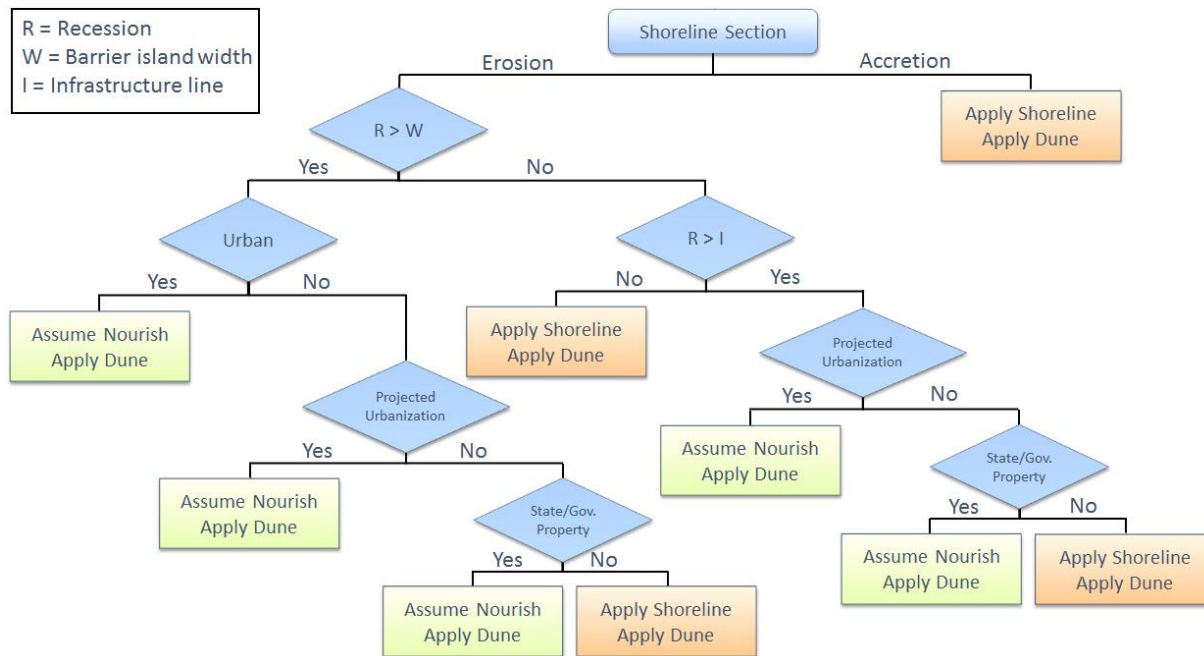 R = Recession
W = Barrier island width
I = Infrastructure line
Shoreline Section
Erosion
Accretion
R > W
Apply Shoreline
Apply Dune
Yes
No
Urban
R > I
Yes
No
No
Yes
Assume Nourish
Apply Dune
Apply Shoreline
Apply Dune
Projected
Urbanization
Projected
Urbanization
Yes
No
Yes
No
Assume Nourish
Apply Dune
Assume Nourish
Apply Dune
State/Gov.
Property
State/Gov.
Property
Yes
No
Yes
No
Assume Nourish
Apply Dune
Apply Shoreline
Apply Dune
Assume Nourish
Apply Dune
Apply Shoreline
Apply Dune